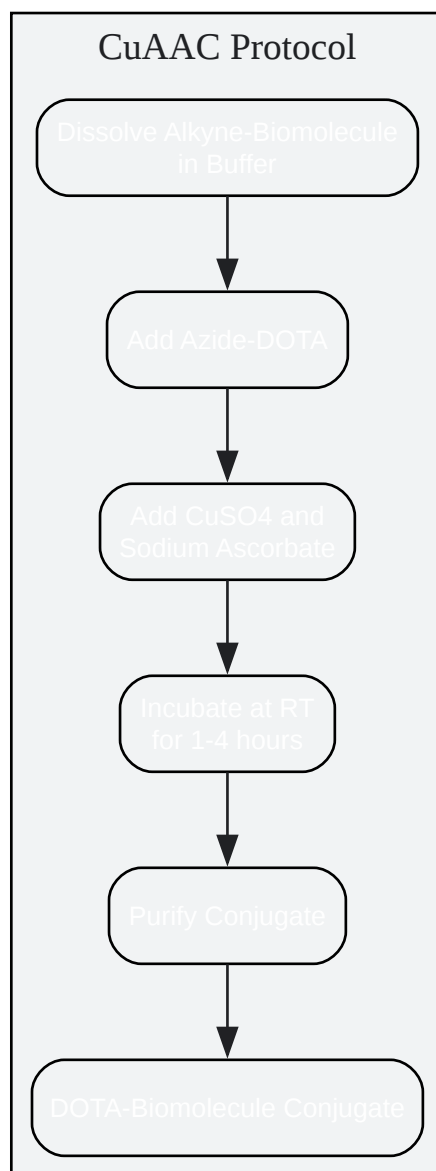 CuAAC Protocol
Dissolve Alkyne-Biomolecule
in Buffer
Add Azide-DOTA
Add CuSO4 and
Sodium Ascorbate
Incubate at RT
for 1-4 hours
Purify Conjugate
DOTA-Biomolecule Conjugate